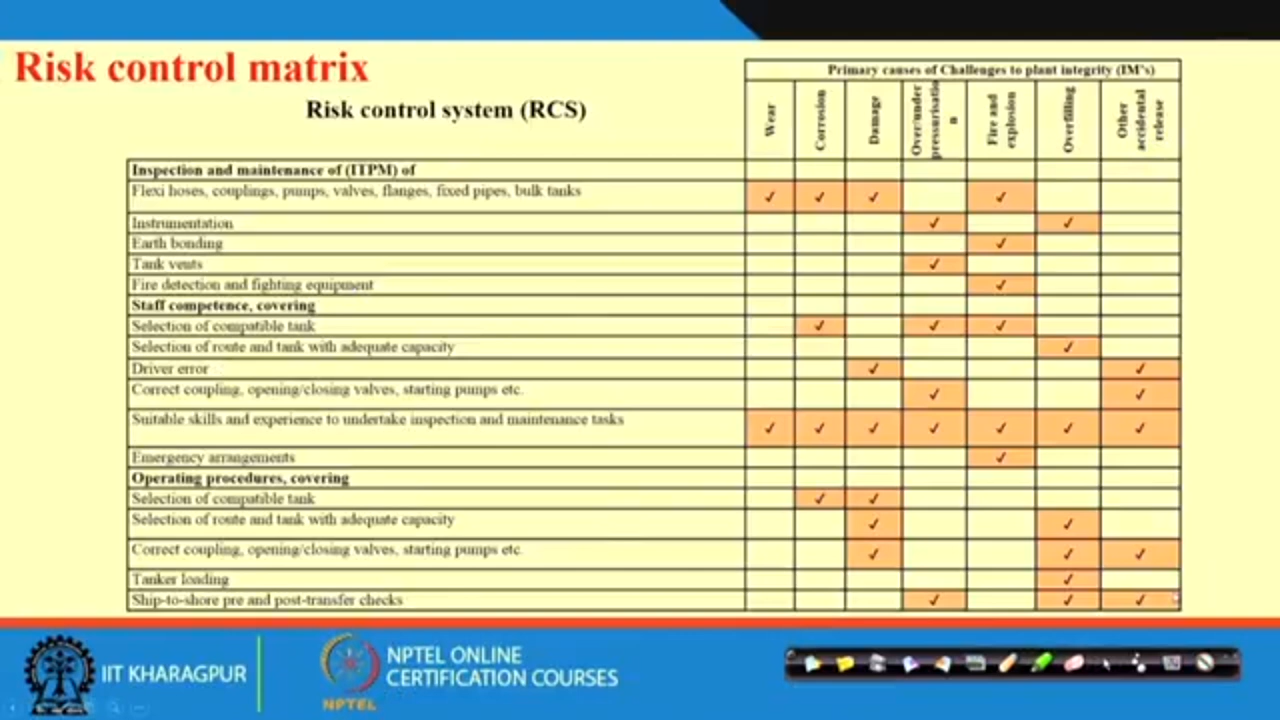 Risk control matrix
Risk control system (RCS)
Primary causes of Challenges to plant integrity (IM's)
Wear
Corrosion
Damage
Over/under
pressurisatio
n
Fire and
explosion
Overfilling
Other
accidental
release
Inspection and maintenance of (ITPM) of
Flexi hoses, couplings, pumps, valves, flanges, fixed pipes, bulk tanks ✓ ✓ ✓ ✓
Instrumentation ✓ ✓
Earth bonding ✓
Tank vents ✓
Fire detection and fighting equipment ✓
Staff competence, covering
Selection of compatible tank ✓ ✓ ✓
Selection of route and tank with adequate capacity ✓
Driver error ✓ ✓
Correct coupling, opening/closing valves, starting pumps etc. ✓ ✓
Suitable skills and experience to undertake inspection and maintenance tasks ✓ ✓ ✓ ✓ ✓ ✓ ✓
Emergency arrangements ✓
Operating procedures, covering
Selection of compatible tank ✓ ✓
Selection of route and tank with adequate capacity ✓ ✓
Correct coupling, opening/closing valves, starting pumps etc. ✓ ✓ ✓
Tanker loading ✓
Ship-to-shore pre and post-transfer checks ✓ ✓ ✓
IIT KHARAGPUR
NPTEL
NPTEL ONLINE
CERTIFICATION COURSES